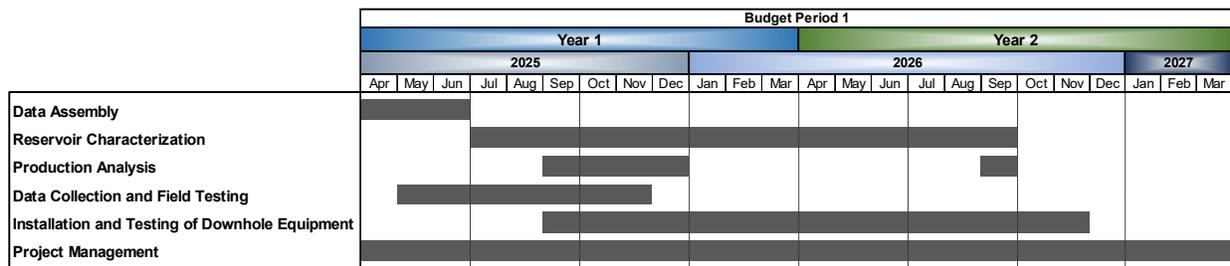 Budget Period 1
Year 1 Year 2
2025 2026 2027
Apr May Jun Jul Aug Sep Oct Nov Dec Jan Feb Mar Apr May Jun Jul Aug Sep Oct Nov Dec Jan Feb Mar
Data Assembly
Reservoir Characterization
Production Analysis
Data Collection and Field Testing
Installation and Testing of Downhole Equipment
Project Management